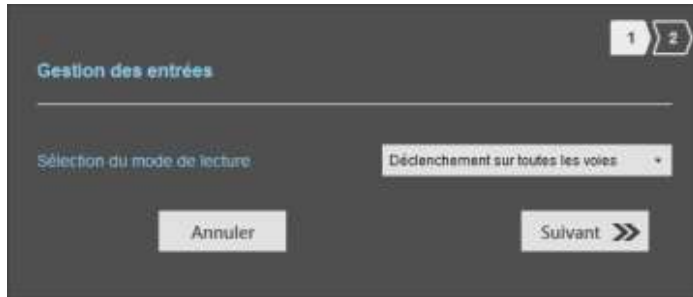 1 2
Gestion des entrées
Sélection du mode de lecture
Déclenchement sur toutes les voies
Annuler
Suivant